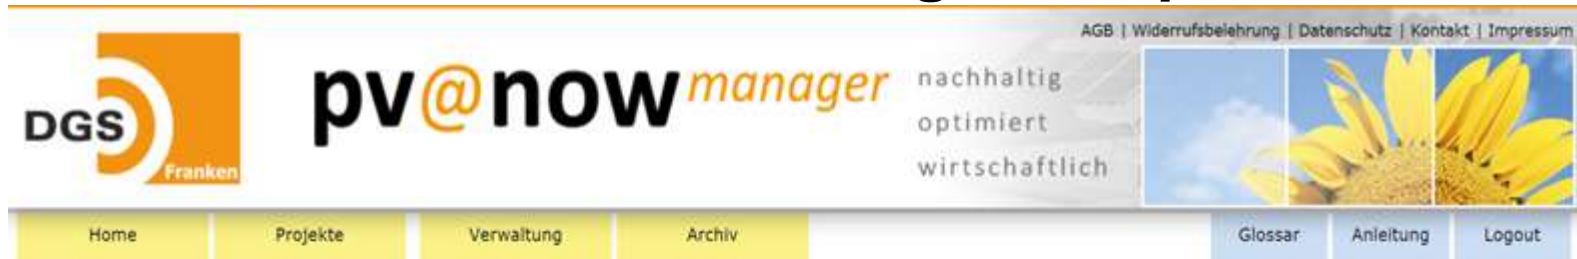 AGB | Widerrufsbelehrung | Datenschutz | Kontakt | Impressum
DGS
Franken
pv@now manager
nachhaltig
optimiert
wirtschaftlich
Home Projekte Verwaltung Archiv Glossar Anleitung Logout